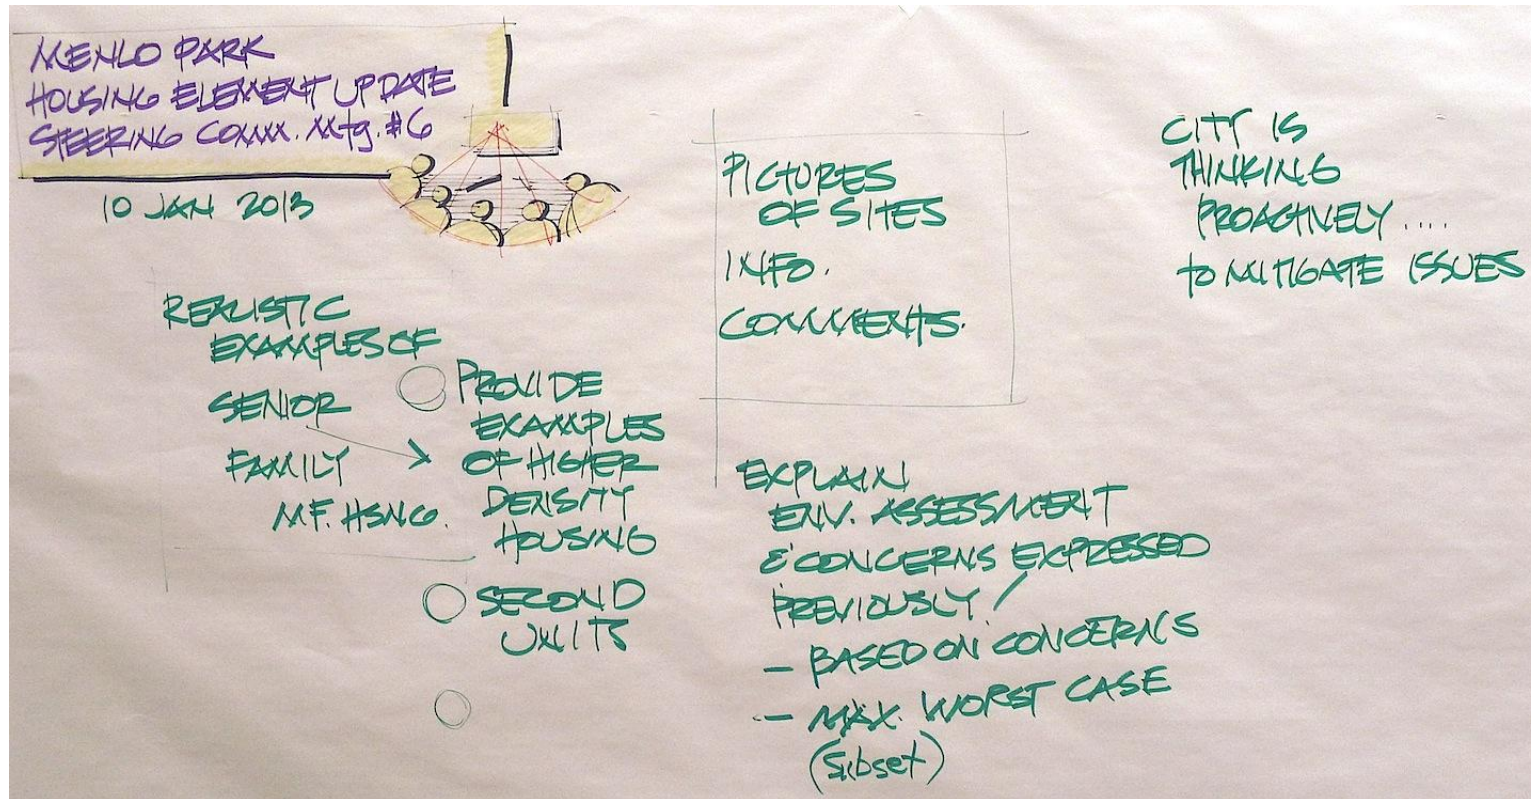 MENLO PARK
HOUSING ELEMENT UPDATE
STEERING COMM. Mtg. #6
10 JAN 2013
REALISTIC
EXAMPLES OF
SENIOR
FAMILY
MF. HSNG.
PROVIDE
EXAMPLES
OF HIGHER
DENSITY
HOUSING
SECOND
UNITS
PICTURES
OF SITES
INFO.
COMMENTS.
EXPLAIN
ENV. ASSESSMENT
& CONCERNS EXPRESSED
PREVIOUSLY!
- BASED ON CONCERNS
- MAX. WORST CASE
(Subset)
CITY IS
THINKING
PROACTIVELY ....
to MITIGATE ISSUES